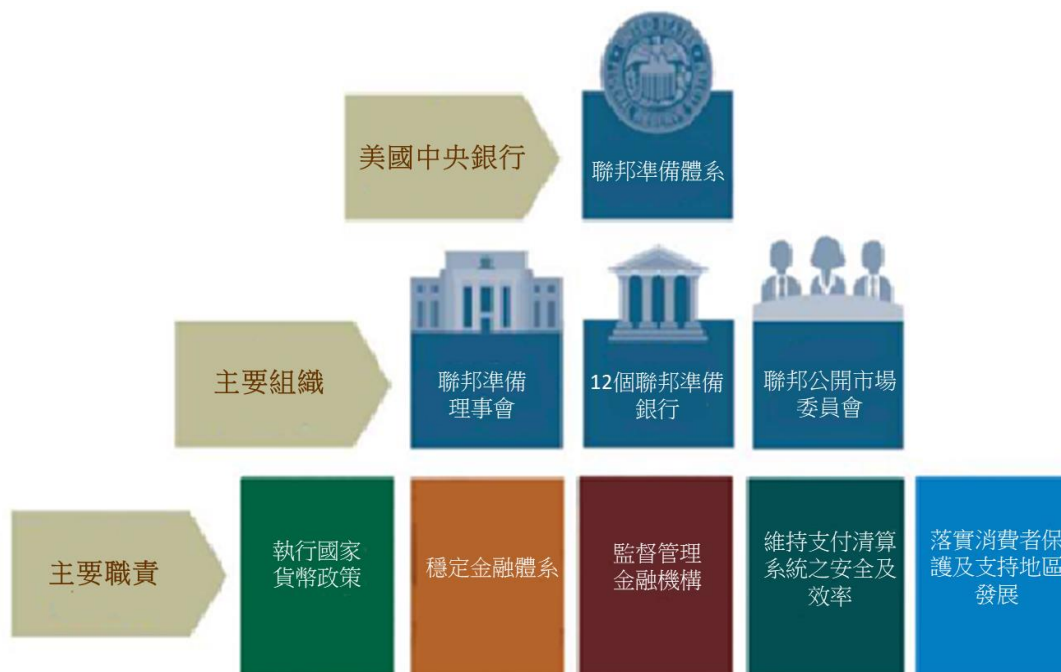 美國中央銀行
聯邦準備體系
主要組織
聯邦準備
理事會
12個聯邦準備
銀行
聯邦公開市場
委員會
主要職責
執行國家
貨幣政策
穩定金融體系
監督管理
金融機構
維持支付清算
系統之安全及
效率
落實消費者保
護及支持地區
發展